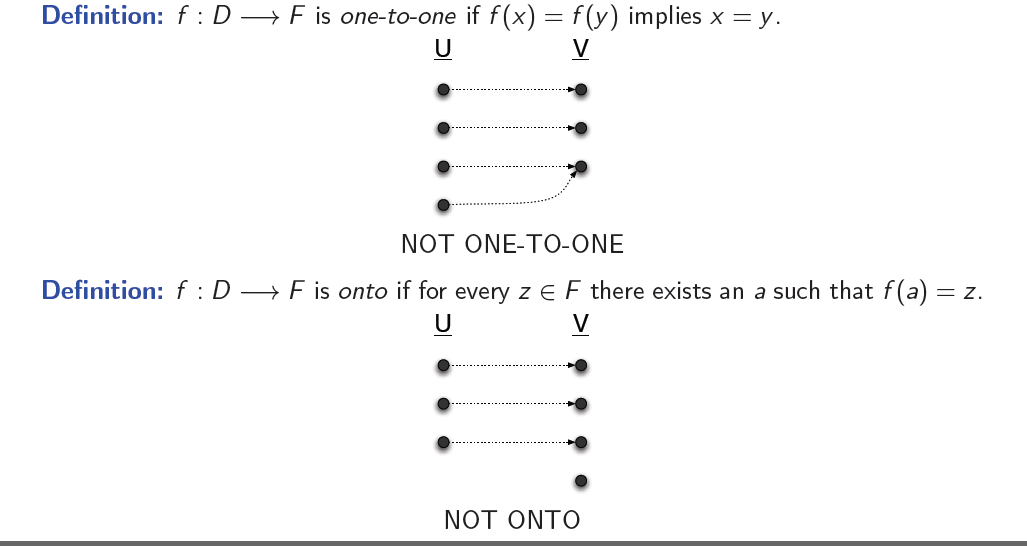 Definition: f : D ⟶ F is one-to-one if f(x) = f(y) implies x = y.
U V
NOT ONE-TO-ONE
Definition: f : D ⟶ F is onto if for every z ∈ F there exists an a such that f(a) = z.
U V
NOT ONTO